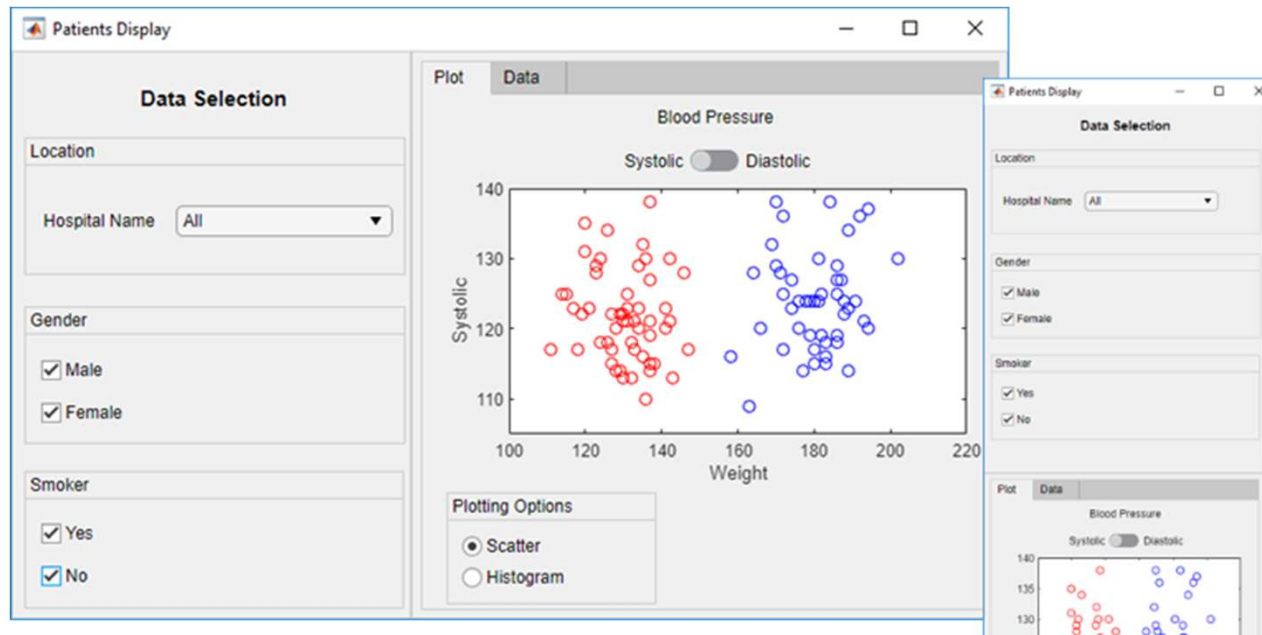 Patients Display
Data Selection
Location
Hospital Name All
Gender
Male
Female
Smoker
Yes
No
Plot Data
Blood Pressure
Systolic Diastolic
140
130
120
110
Systolic
100 120 140 160 180 200 220
Weight
Plotting Options
Scatter
Histogram
Patients Display
Data Selection
Location
Hospital Name All
Gender
Male
Female
Smoker
Yes
No
Plot Data
Blood Pressure
Systolic Diastolic
140
135
130